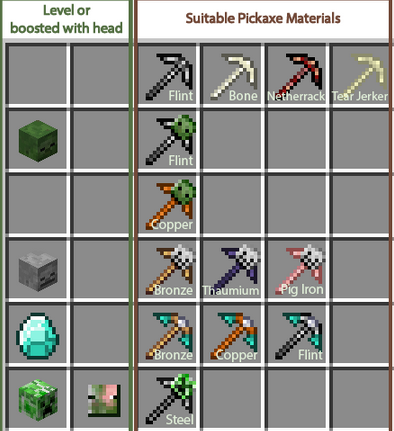 Level or
boosted with head
Suitable Pickaxe Materials
Flint Bone Netherrack Tear Jerker
Flint
Copper
Bronze Thaumium Pig Iron
Bronze Copper Flint
Steel